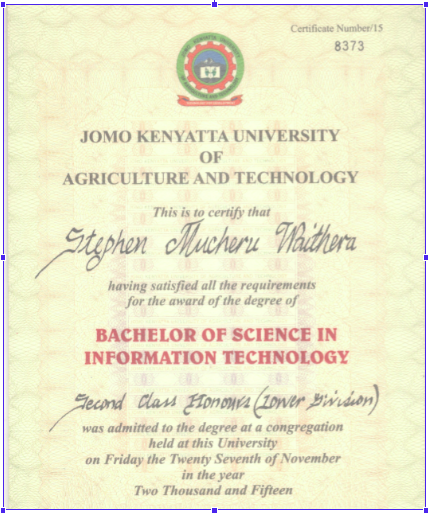 Certificate Number/15
8373
JOMO KENYATTA UNIVERSITY
OF
AGRICULTURE AND TECHNOLOGY
This is to certify that
Stephen Mucheru Waithera
having satisfied all the requirements
for the award of the degree of
BACHELOR OF SCIENCE IN
INFORMATION TECHNOLOGY
Second Class Honours (Lower Division)
was admitted to the degree at a congregation
held at this University
on Friday the Twenty Seventh of November
in the year
Two Thousand and Fifteen